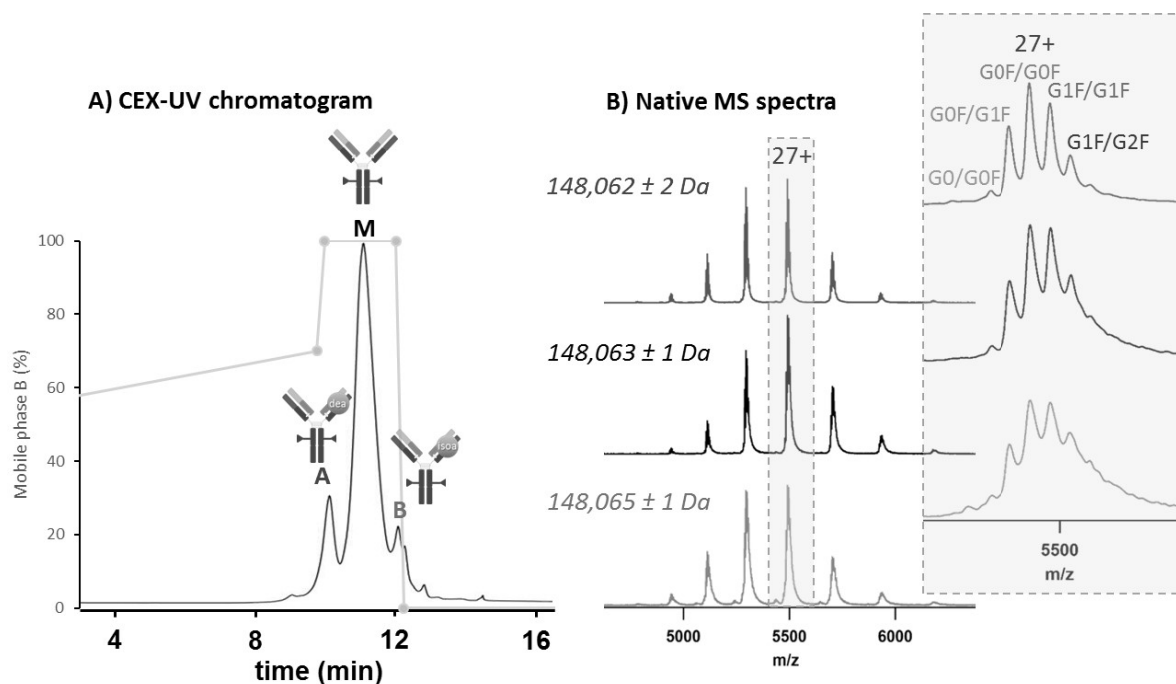 A) CEX-UV chromatogram
M
100
80
60
40
20
0
Mobile phase B (%)
dea
A
isoa
B
4
8
12
16
time (min)
B) Native MS spectra
27+
148,062 ± 2 Da
148,063 ± 1 Da
148,065 ± 1 Da
5000
5500
6000
m/z
27+
G0F/G0F
G0F/G1F
G1F/G1F
G1F/G2F
G0/G0F
5500
m/z